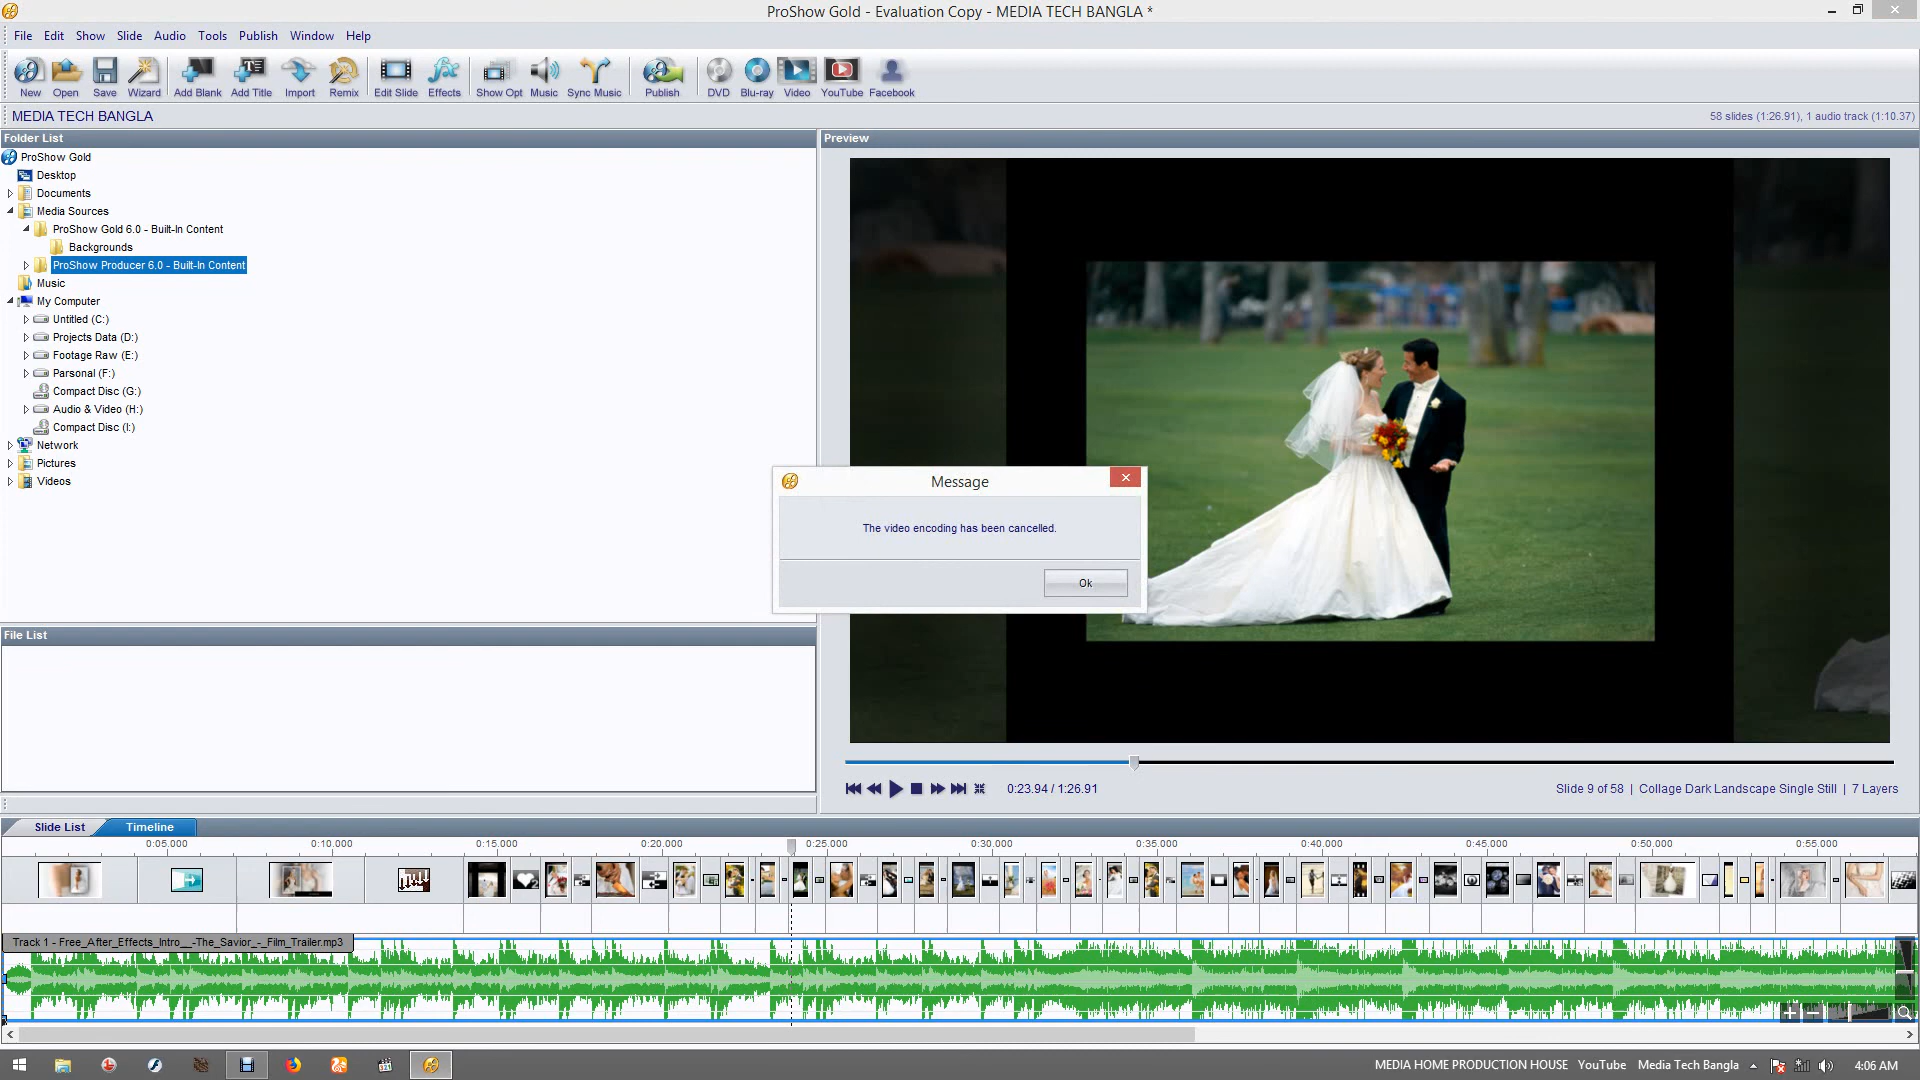 ProShow Gold - Evaluation Copy - MEDIA TECH BANGLA *
File Edit Show Slide Audio Tools Publish Window Help
New Open Save Wizard Add Blank Add Title Import Remix Edit Slide Effects Show Opt Music Sync Music Publish DVD Blu-ray Video YouTube Facebook
MEDIA TECH BANGLA
58 slides (1:26.91), 1 audio track (1:10.37)
Folder List
ProShow Gold
Desktop
Documents
Media Sources
ProShow Gold 6.0 - Built-In Content
Backgrounds
ProShow Producer 6.0 - Built-In Content
Music
My Computer
Untitled (C:)
Projects Data (D:)
Footage Raw (E:)
Parsonal (F:)
Compact Disc (G:)
Audio & Video (H:)
Compact Disc (I:)
Network
Pictures
Videos
File List
Preview
Message
The video encoding has been cancelled.
Ok
0:23.94 / 1:26.91
Slide 9 of 58 | Collage Dark Landscape Single Still | 7 Layers
Slide List Timeline
0:05.000 0:10.000 0:15.000 0:20.000 0:25.000 0:30.000 0:35.000 0:40.000 0:45.000 0:50.000 0:55.000
Track 1 - Free_After_Effects_Intro__-The_Savior_-_Film_Trailer.mp3
MEDIA HOME PRODUCTION HOUSE YouTube Media Tech Bangla 4:06 AM